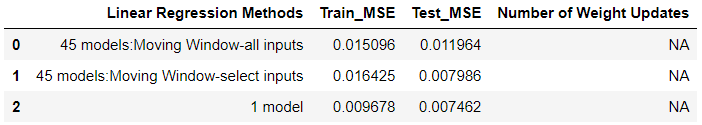 Linear Regression Methods Train_MSE Test_MSE Number of Weight Updates
0 45 models:Moving Window-all inputs 0.015096 0.011964 NA
1 45 models:Moving Window-select inputs 0.016425 0.007986 NA
2 1 model 0.009678 0.007462 NA